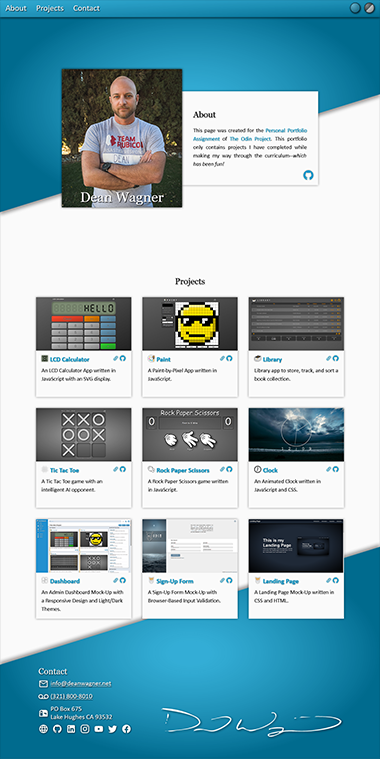 About Projects Contact
TEAM
RUBICON
DEAN
Dean Wagner
About
This page was created for the Personal Portfolio
Assignment of The Odin Project. This portfolio
only contains projects I have completed while
making my way through the curriculum–which
has been fun!
Projects
HELLO
LCD Calculator
An LCD Calculator App written in
JavaScript with an SVG display.
Paint
A Paint-by-Pixel App written in
JavaScript.
Library
Library app to store, track, and sort a
book collection.
Tic Tac Toe
A Tic Tac Toe game with an
intelligent AI opponent.
Rock Paper Scissors
0 0
Rock Paper Scissors
A Rock Paper Scissors game written in
JavaScript.
Clock
An Animated Clock written in
JavaScript and CSS.
Dashboard
An Admin Dashboard Mock-Up with
a Responsive Design and Light/Dark
Themes.
Sign-Up Form
A Sign-Up Form Mock-Up with
Browser-Based Input Validation.
This is my
Landing Page
Landing Page
A Landing Page Mock-Up written in
CSS and HTML.
Contact
info@deanwagner.net
(321) 800-8010
PO Box 675
Lake Hughes CA 93532